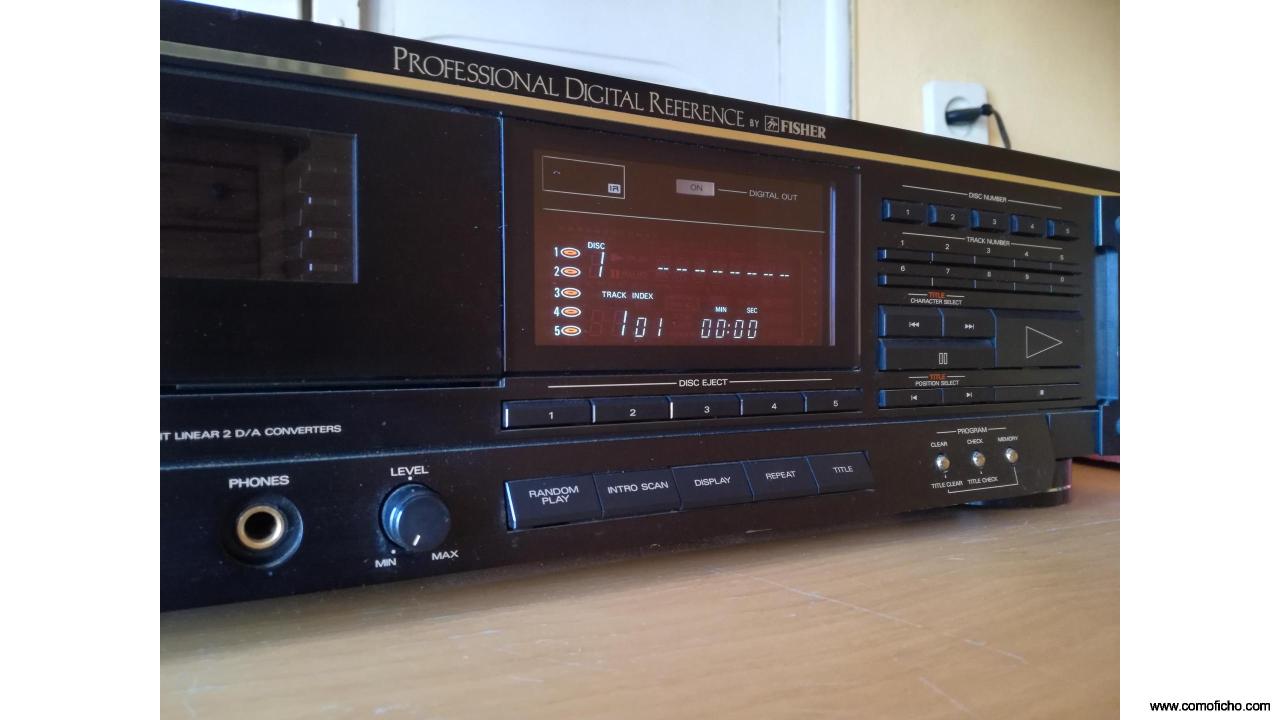 PROFESSIONAL DIGITAL REFERENCE BY FISHER
IR
ON DIGITAL OUT
DISC
1 1 -- -- -- -- -- -- -- --
2
3 TRACK INDEX MIN SEC
4
5 1 01 00:00
DISC EJECT
1 2 3 4 5
RANDOM PLAY INTRO SCAN DISPLAY REPEAT TITLE
DISC NUMBER
1 2 3 4 5
TRACK NUMBER
1 2 3 4 5
6 7 8 9 0
TITLE
CHARACTER SELECT
TITLE
POSITION SELECT
PROGRAM
CLEAR CHECK MEMORY
TITLE CLEAR TITLE CHECK
IT LINEAR 2 D/A CONVERTERS
PHONES
LEVEL
MIN MAX
www.comoficho.com